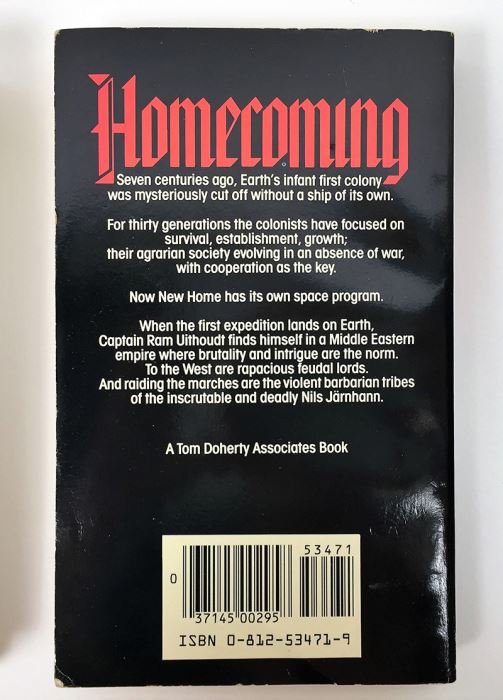 Homecoming
Seven centuries ago, Earth's infant first colony
was mysteriously cut off without a ship of its own.
For thirty generations the colonists have focused on
survival, establishment, growth;
their agrarian society evolving in an absence of war,
with cooperation as the key.
Now New Home has its own space program.
When the first expedition lands on Earth,
Captain Ram Uithoudt finds himself in a Middle Eastern
empire where brutality and intrigue are the norm.
To the West are rapacious feudal lords.
And raiding the marches are the violent barbarian tribes
of the inscrutable and deadly Nils Järnhann.
A Tom Doherty Associates Book
53471
0
37145 00295
ISBN 0-812-53471-9